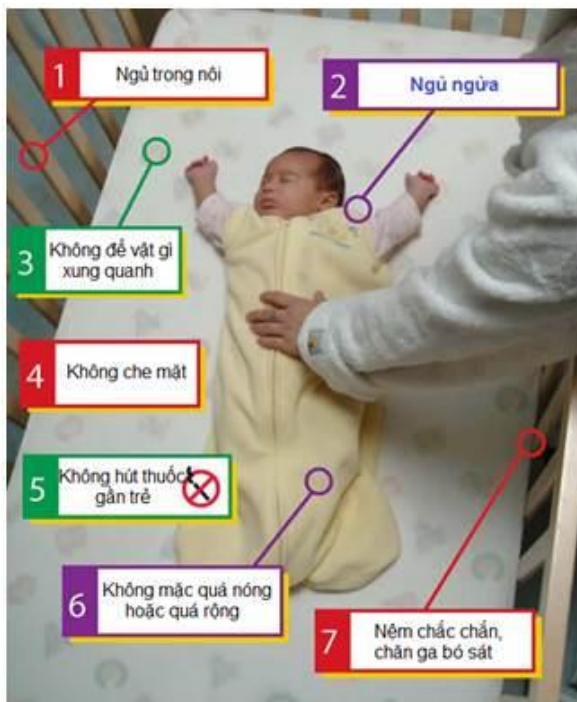 1
Ngủ trong nôi
2
Ngủ ngừa
3
Không để vật gì
xung quanh
4
Không che mặt
5
Không hút thuốc
gần trẻ
6
Không mặc quá nóng
hoặc quá rộng
7
Nệm chắc chắn,
chăn ga bó sát